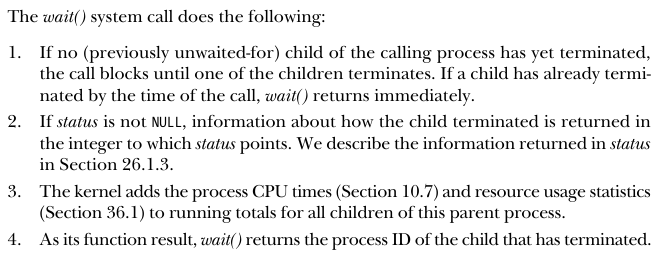 The wait() system call does the following:
1. If no (previously unwaited-for) child of the calling process has yet terminated,
the call blocks until one of the children terminates. If a child has already termi-
nated by the time of the call, wait() returns immediately.
2. If status is not NULL, information about how the child terminated is returned in
the integer to which status points. We describe the information returned in status
in Section 26.1.3.
3. The kernel adds the process CPU times (Section 10.7) and resource usage statistics
(Section 36.1) to running totals for all children of this parent process.
4. As its function result, wait() returns the process ID of the child that has terminated.